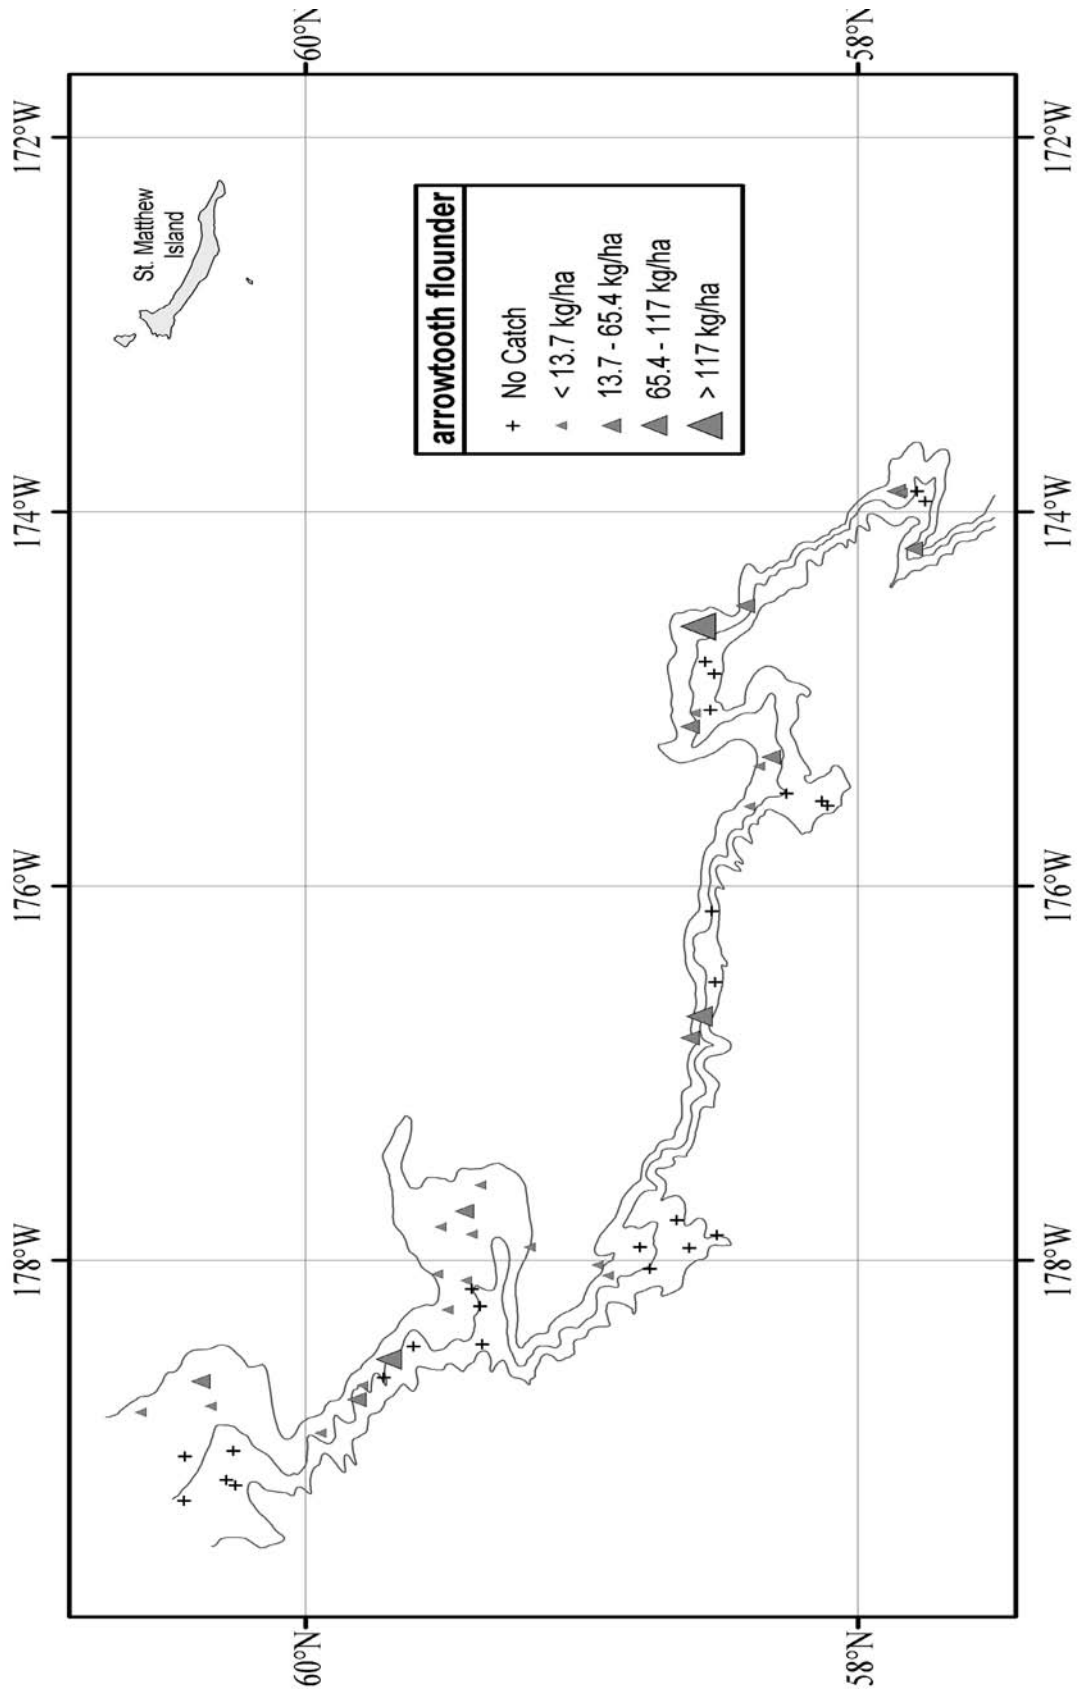 60°N
58°N
172°W
172°W
St. Matthew
Island
arrowtooth flounder
No Catch
< 13.7 kg/ha
13.7 - 65.4 kg/ha
65.4 - 117 kg/ha
> 117 kg/ha
174°W
174°W
176°W
176°W
178°W
178°W
60°N
58°N